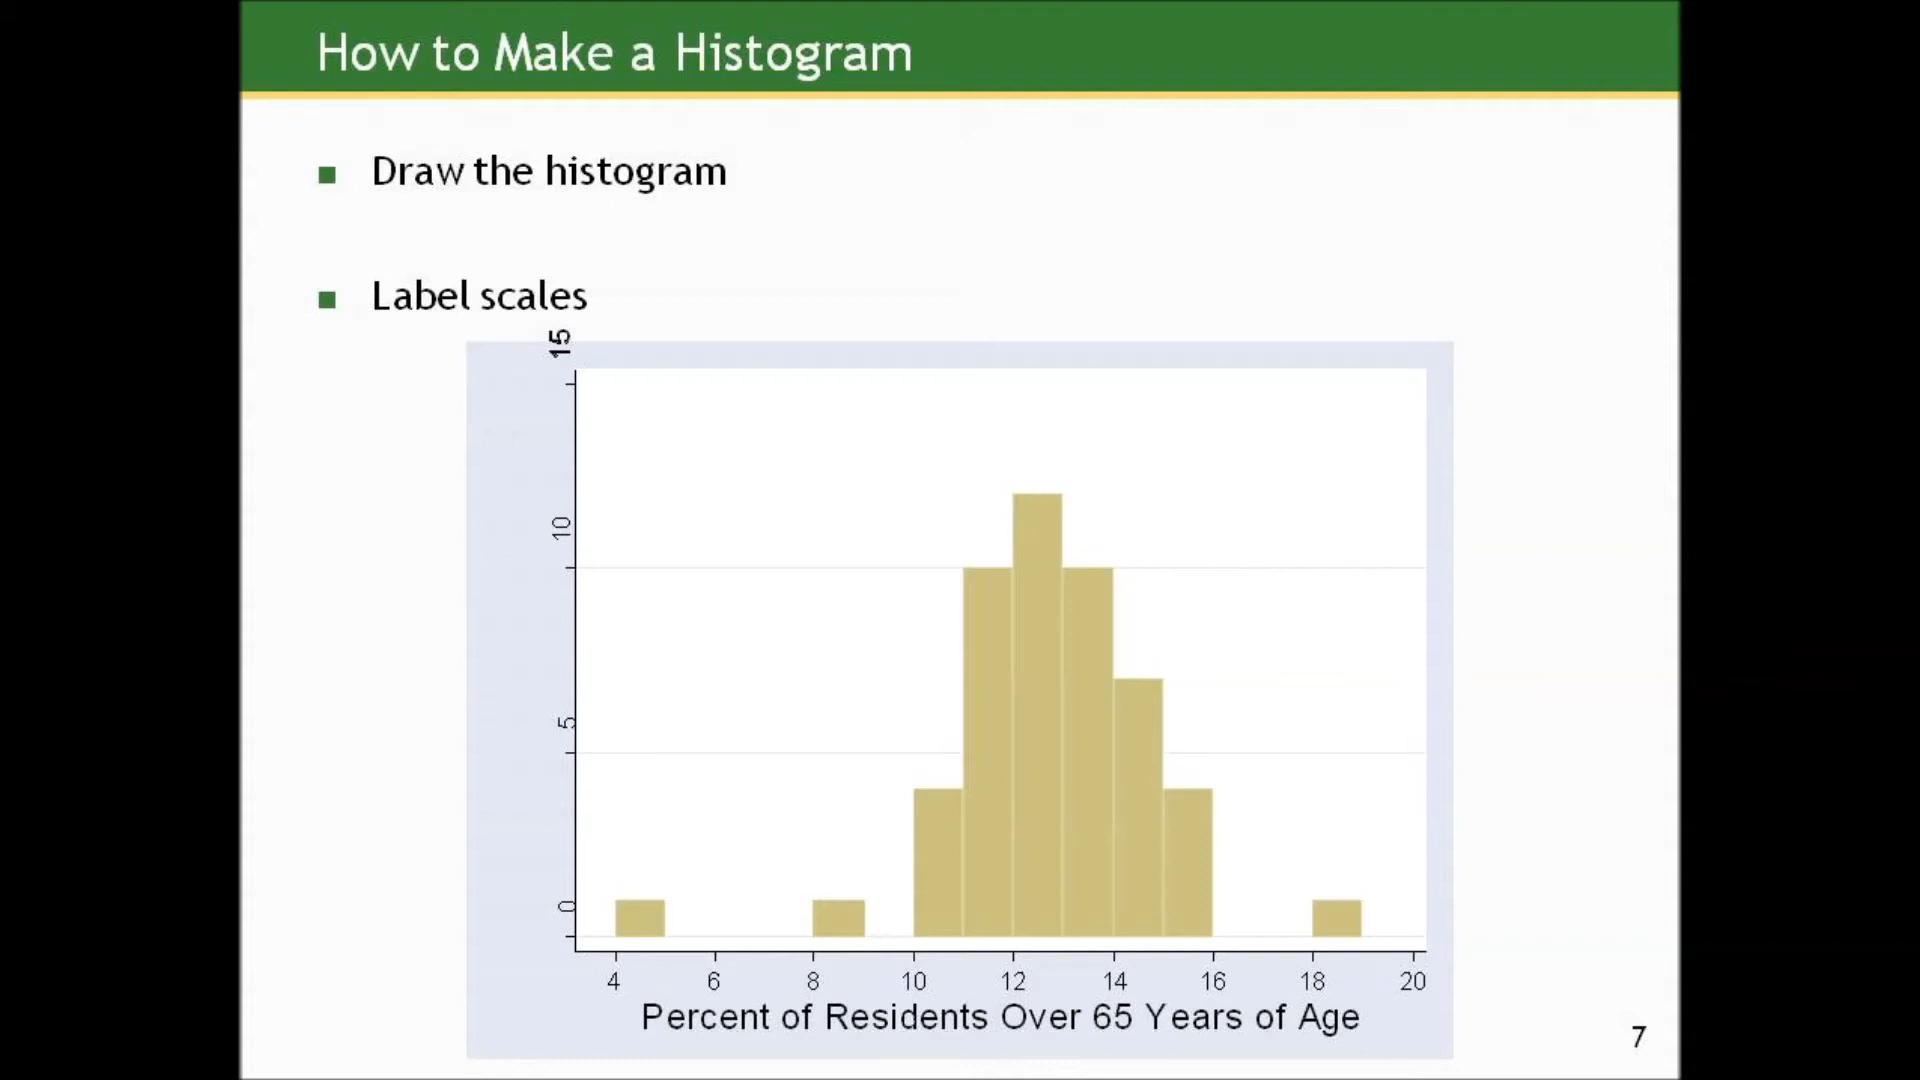 How to Make a Histogram
Draw the histogram
Label scales
15
10
5
0
4 6 8 10 12 14 16 18 20
Percent of Residents Over 65 Years of Age
7